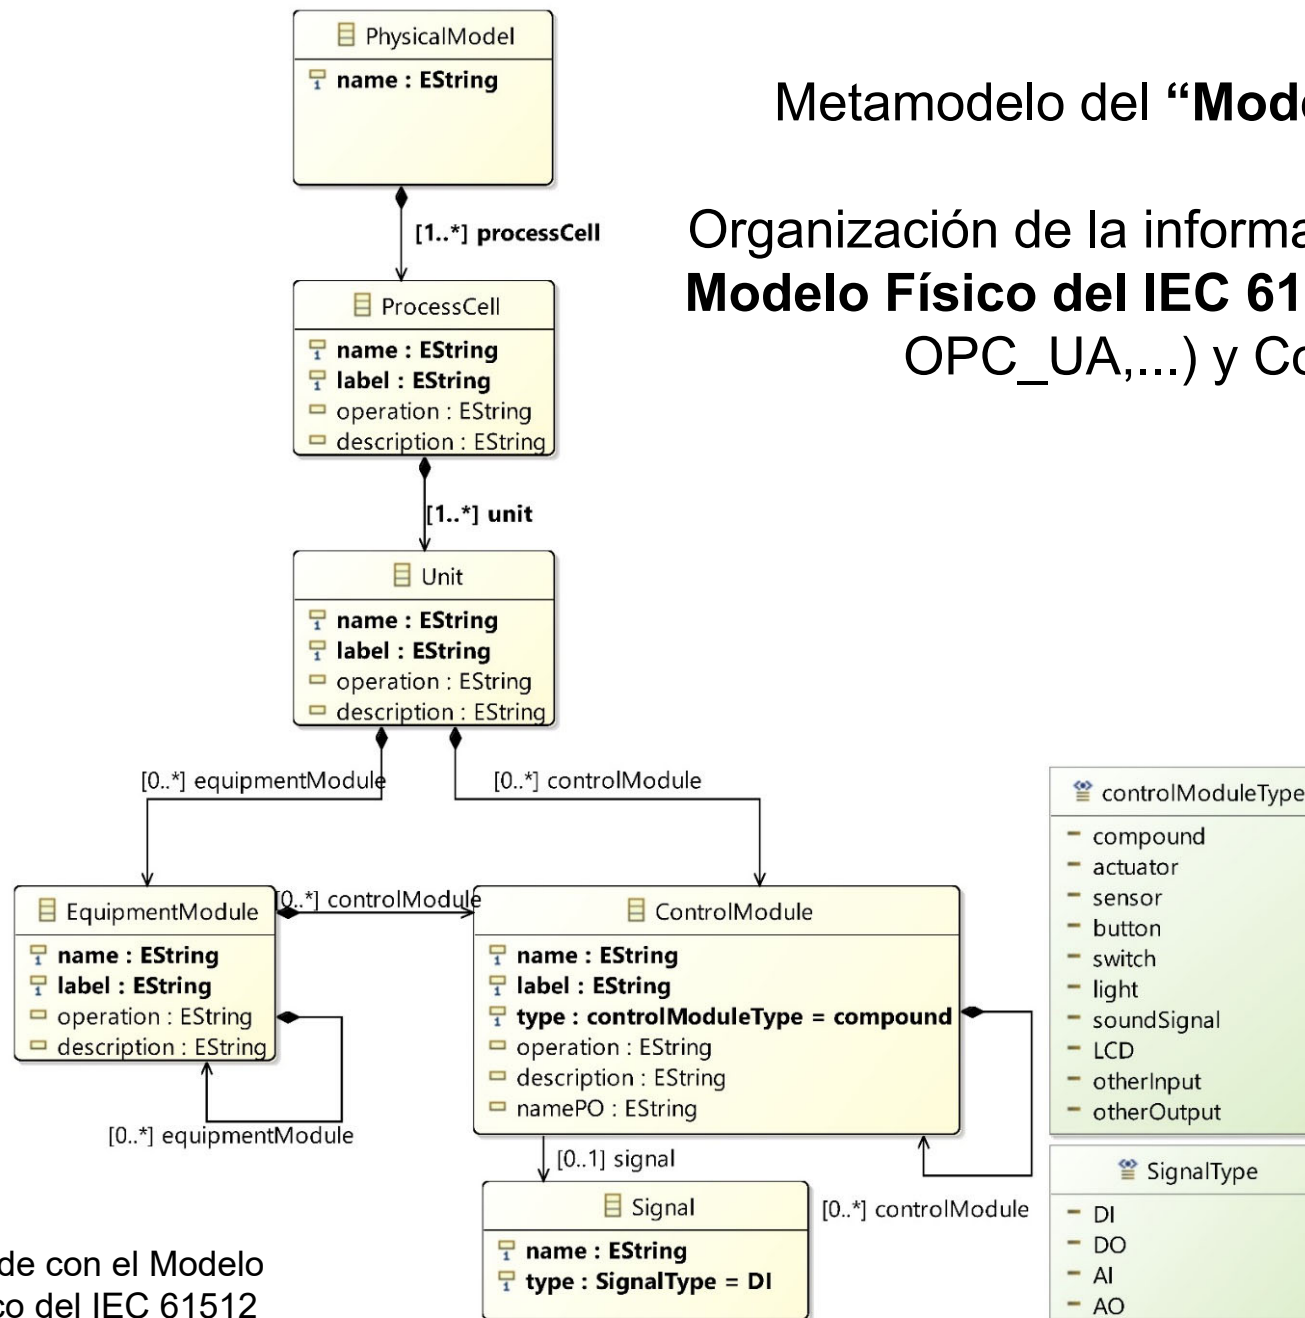 PhysicalModel
name : EString
Metamodelo del “Mod
[1..*] processCell
Organización de la inform
Modelo Físico del IEC 61
OPC_UA,...) y Co
ProcessCell
name : EString
label : EString
operation : EString
description : EString
[1..*] unit
Unit
name : EString
label : EString
operation : EString
description : EString
[0..*] equipmentModule
[0..*] controlModule
EquipmentModule
name : EString
label : EString
operation : EString
description : EString
[0..*] equipmentModule
[0..*] controlModule
ControlModule
name : EString
label : EString
type : controlModuleType = compound
operation : EString
description : EString
namePO : EString
[0..*] controlModule
[0..1] signal
Signal
name : EString
type : SignalType = DI
controlModuleType
compound
actuator
sensor
button
switch
light
soundSignal
LCD
otherInput
otherOutput
SignalType
DI
DO
AI
AO
de con el Modelo
co del IEC 61512